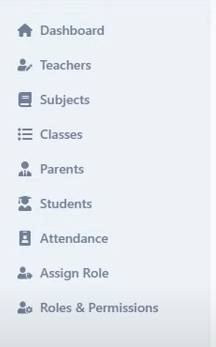 Dashboard
Teachers
Subjects
Classes
Parents
Students
Attendance
Assign Role
Roles & Permissions